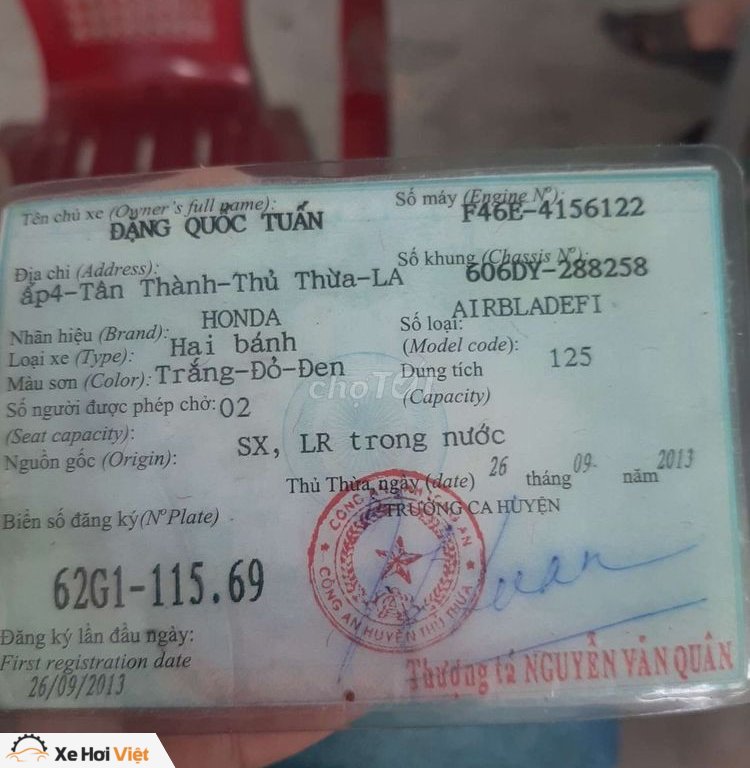 Tên chủ xe (Owner's full name):
ĐẶNG QUỐC TUẤN
Số máy (Engine Nº):
F46E-4156122
Địa chỉ (Address):
ấp4-Tân Thành-Thủ Thừa-LA
Số khung (Chassis Nº):
606DY-288258
Nhãn hiệu (Brand): HONDA
Số loại: AIRBLADEFI
(Model code):
Loại xe (Type): Hai bánh
Màu sơn (Color): Trắng-Đỏ-Đen
Dung tích 125
(Capacity)
Số người được phép chở: 02
(Seat capacity):
Nguồn gốc (Origin): SX, LR trong nước
chợTỐT
Thủ Thừa, ngày (date) 26 tháng 09 năm 2013
TRƯỞNG CA HUYỆN
Biển số đăng ký(NºPlate)
62G1-115.69
CÔNG AN HUYỆN THỦ THỪA
Đăng ký lần đầu ngày:
First registration date
26/09/2013
Thượng tá NGUYỄN VĂN QUÂN
Xe Hơi Việt